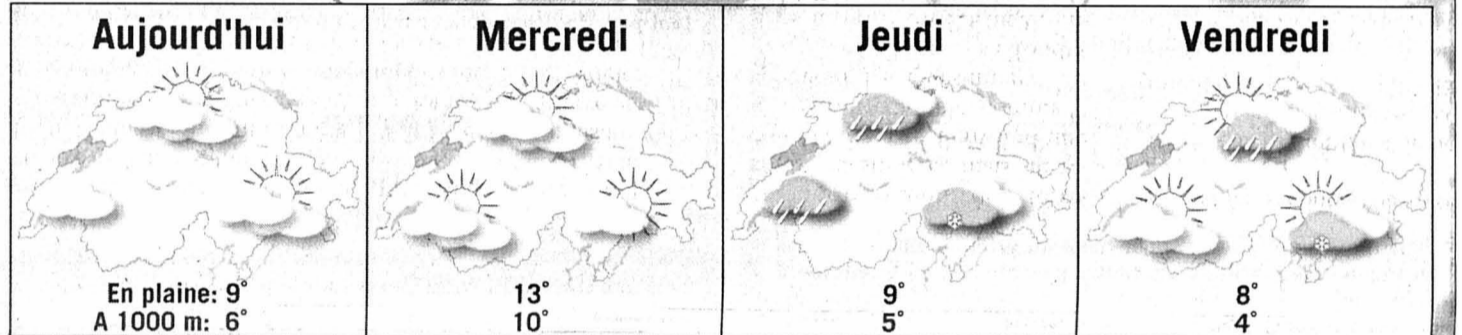 Aujourd'hui
Mercredi
Jeudi
Vendredi
En plaine: 9°
A 1000 m: 6°
13°
10°
9°
5°
8°
4°